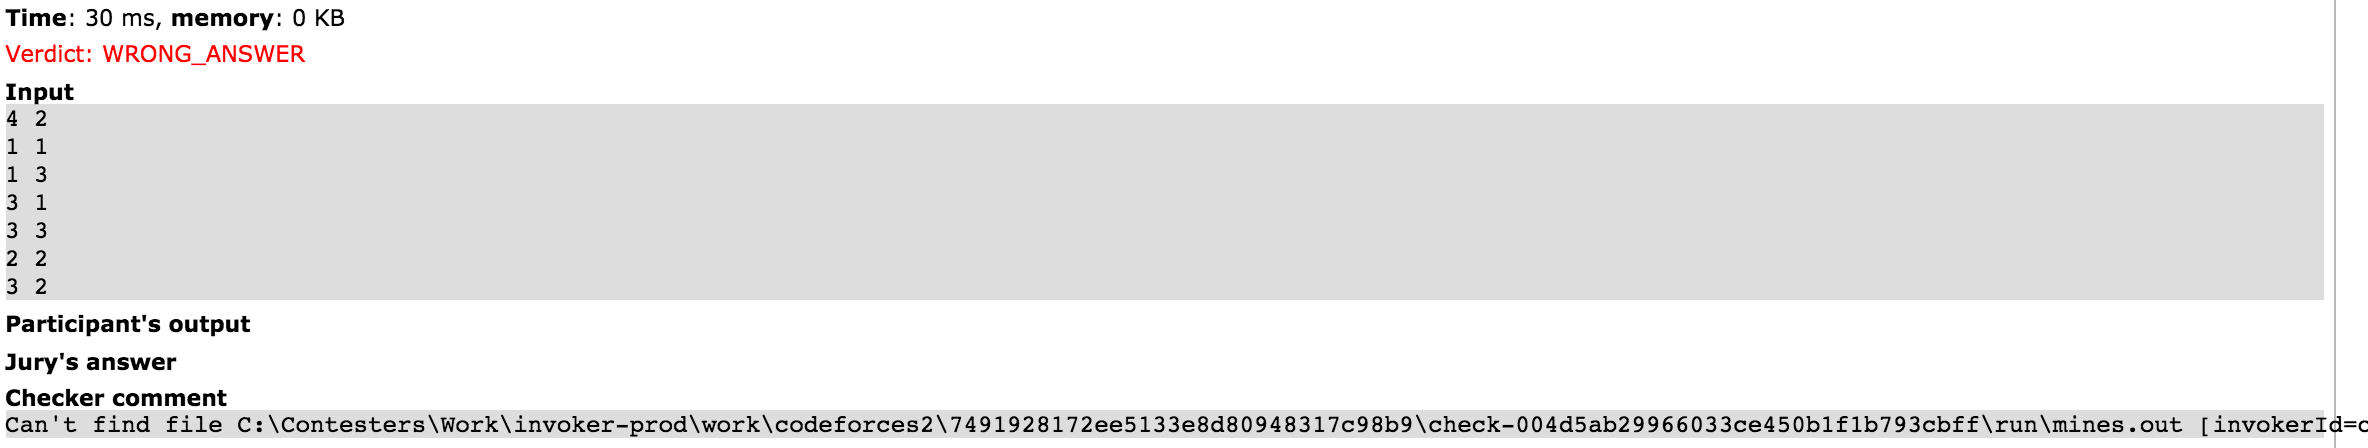 Time: 30 ms, memory: 0 KB
Verdict: WRONG_ANSWER
Input
4 2
1 1
1 3
3 1
3 3
2 2
3 2
Participant's output
Jury's answer
Checker comment
Can't find file C:\Contesters\Work\invoker-prod\work\codeforces2\7491928172ee5133e8d80948317c98b9\check-004d5ab29966033ce450b1f1b793cbff\run\mines.out [invokerId=